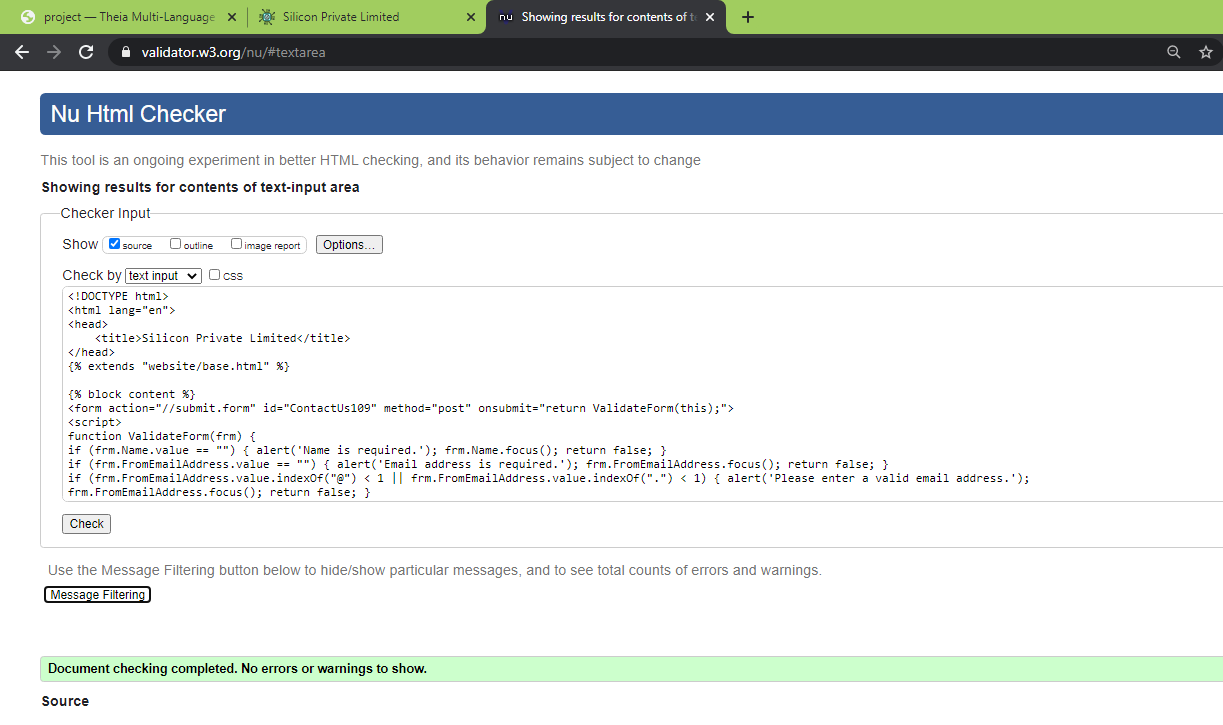 project — Theia Multi-Language
Silicon Private Limited
nu Showing results for contents of te
validator.w3.org/nu/#textarea
Nu Html Checker
This tool is an ongoing experiment in better HTML checking, and its behavior remains subject to change
Showing results for contents of text-input area
Checker Input
Show source outline image report Options...
Check by text input css
<!DOCTYPE html>
<html lang="en">
<head>
    <title>Silicon Private Limited</title>
</head>
{% extends "website/base.html" %}

{% block content %}
<form action="//submit.form" id="ContactUs109" method="post" onsubmit="return ValidateForm(this);">
<script>
function ValidateForm(frm) {
if (frm.Name.value == "") { alert('Name is required.'); frm.Name.focus(); return false; }
if (frm.FromEmailAddress.value == "") { alert('Email address is required.'); frm.FromEmailAddress.focus(); return false; }
if (frm.FromEmailAddress.value.indexOf("@") < 1 || frm.FromEmailAddress.value.indexOf(".") < 1) { alert('Please enter a valid email address.');
frm.FromEmailAddress.focus(); return false; }
Check
Use the Message Filtering button below to hide/show particular messages, and to see total counts of errors and warnings.
Message Filtering
Document checking completed. No errors or warnings to show.
Source